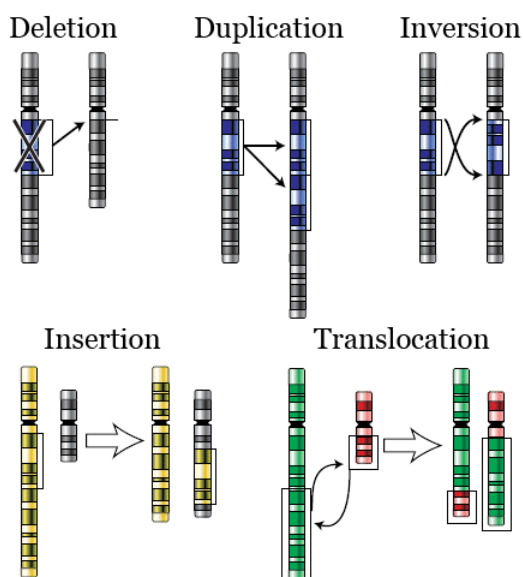 Deletion
Duplication
Inversion
Insertion
Translocation